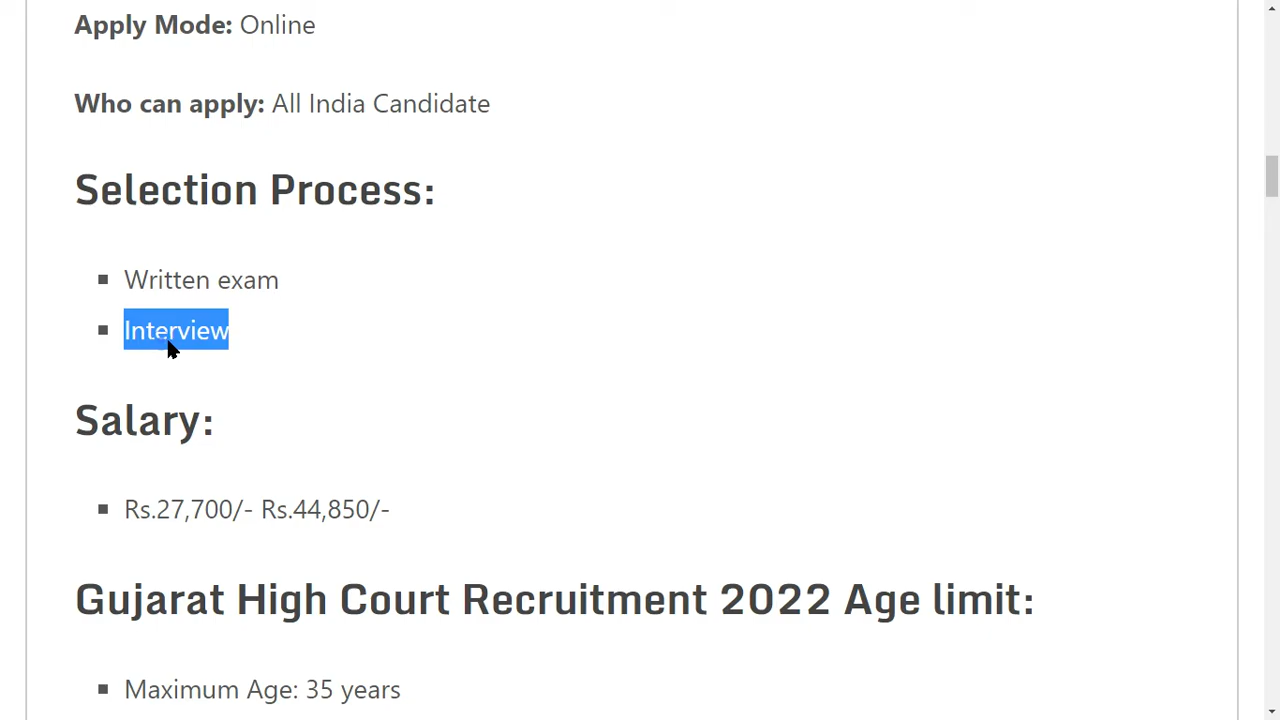 Apply Mode: Online
Who can apply: All India Candidate
Selection Process:
Written exam
Interview
Salary:
Rs.27,700/- Rs.44,850/-
Gujarat High Court Recruitment 2022 Age limit:
Maximum Age: 35 years